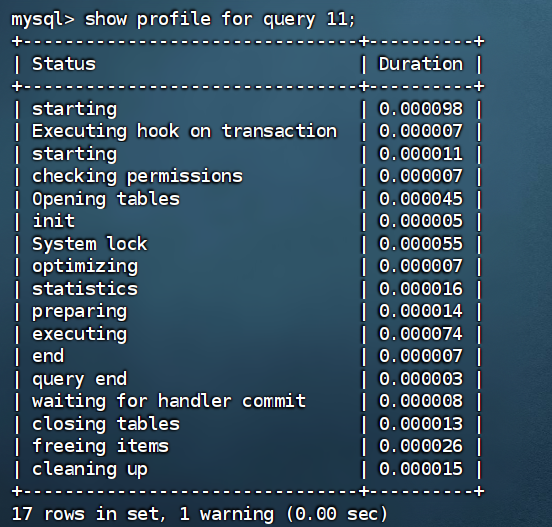 mysql> show profile for query 11;
+--------------------------------+----------+
| Status                         | Duration |
+--------------------------------+----------+
| starting                       | 0.000098 |
| Executing hook on transaction  | 0.000007 |
| starting                       | 0.000011 |
| checking permissions           | 0.000007 |
| Opening tables                 | 0.000045 |
| init                           | 0.000005 |
| System lock                    | 0.000055 |
| optimizing                     | 0.000007 |
| statistics                     | 0.000016 |
| preparing                      | 0.000014 |
| executing                      | 0.000074 |
| end                            | 0.000007 |
| query end                      | 0.000003 |
| waiting for handler commit     | 0.000008 |
| closing tables                 | 0.000013 |
| freeing items                  | 0.000026 |
| cleaning up                    | 0.000015 |
+--------------------------------+----------+
17 rows in set, 1 warning (0.00 sec)